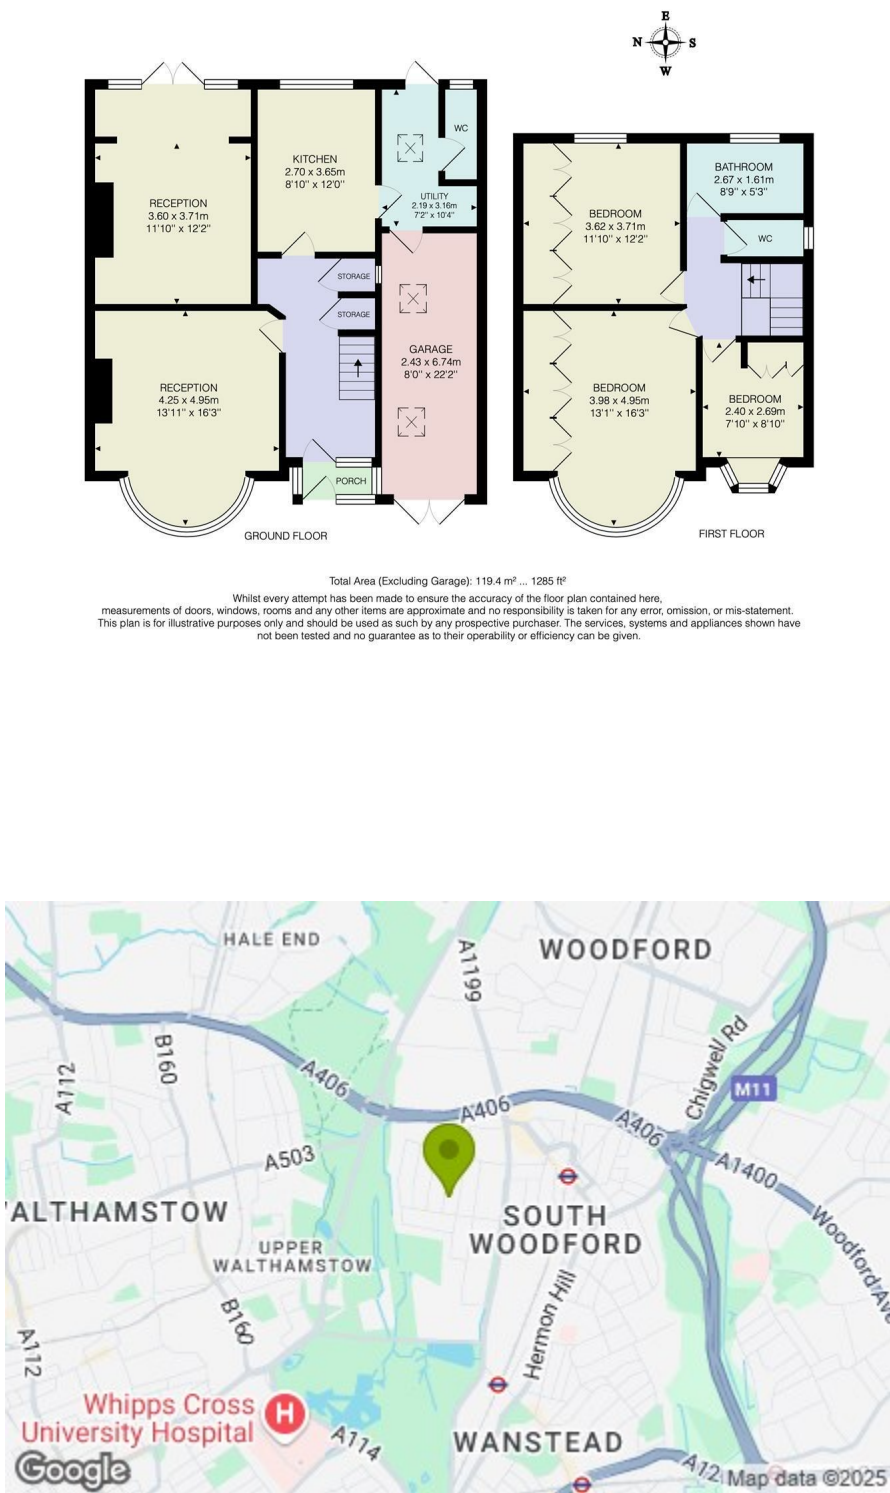 E
N
S
W
RECEPTION
3.60 x 3.71m
11'10'' x 12'2''
KITCHEN
2.70 x 3.65m
8'10'' x 12'0''
WC
UTILITY
2.19 x 3.16m
7'2'' x 10'4''
STORAGE
STORAGE
RECEPTION
4.25 x 4.95m
13'11'' x 16'3''
GARAGE
2.43 x 6.74m
8'0'' x 22'2''
PORCH
GROUND FLOOR
BEDROOM
3.62 x 3.71m
11'10'' x 12'2''
BATHROOM
2.67 x 1.61m
8'9'' x 5'3''
WC
BEDROOM
3.98 x 4.95m
13'1'' x 16'3''
BEDROOM
2.40 x 2.69m
7'10'' x 8'10''
FIRST FLOOR
Total Area (Excluding Garage): 119.4 m² ... 1285 ft²
Whilst every attempt has been made to ensure the accuracy of the floor plan contained here,
measurements of doors, windows, rooms and any other items are approximate and no responsibility is taken for any error, omission, or mis-statement.
This plan is for illustrative purposes only and should be used as such by any prospective purchaser. The services, systems and appliances shown have
not been tested and no guarantee as to their operability or efficiency can be given.
HALE END
A1199
WOODFORD
Chigwell Rd
M11
A112
B160
A406
A406
A406
A503
A1400
Woodford Ave
ALTHAMSTOW
UPPER
WALTHAMSTOW
SOUTH
WOODFORD
B160
A112
Hermon Hill
Whipps Cross
University Hospital
H
A114
WANSTEAD
A12
Google
Map data ©2025